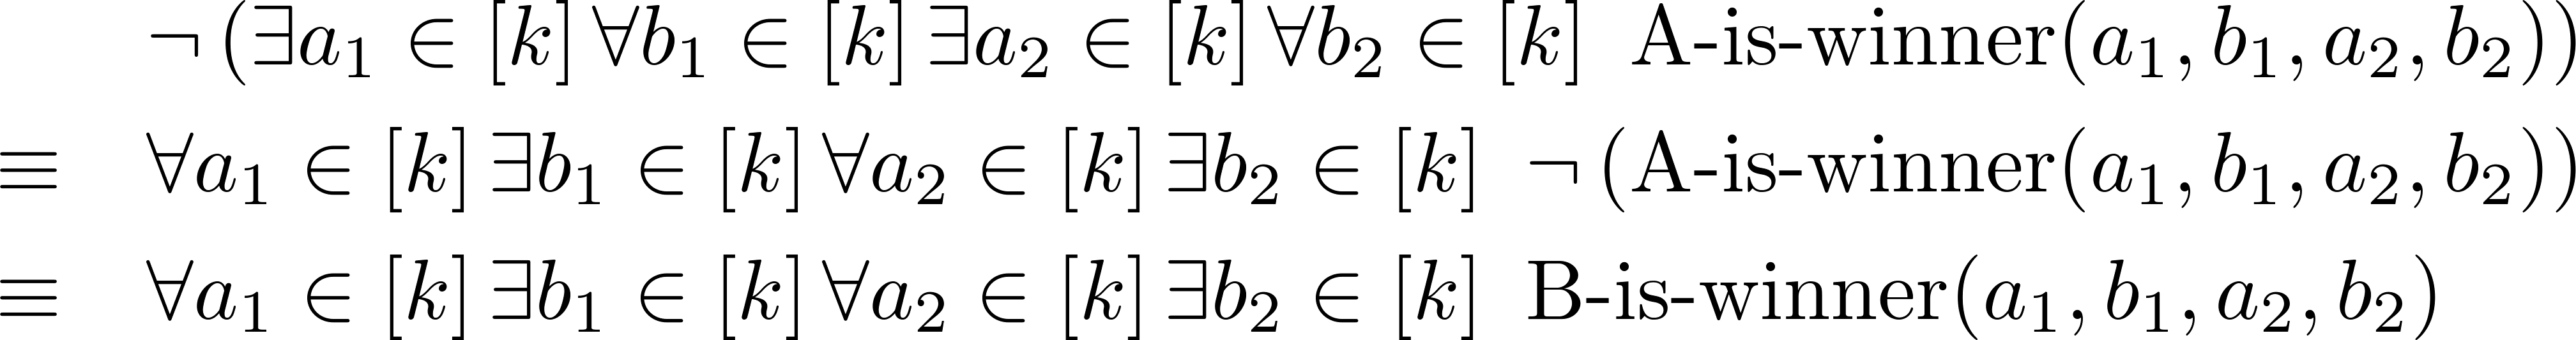 ¬ (∃a₁ ∈ [k] ∀b₁ ∈ [k] ∃a₂ ∈ [k] ∀b₂ ∈ [k] A-is-winner(a₁, b₁, a₂, b₂))
≡ ∀a₁ ∈ [k] ∃b₁ ∈ [k] ∀a₂ ∈ [k] ∃b₂ ∈ [k] ¬ (A-is-winner(a₁, b₁, a₂, b₂))
≡ ∀a₁ ∈ [k] ∃b₁ ∈ [k] ∀a₂ ∈ [k] ∃b₂ ∈ [k] B-is-winner(a₁, b₁, a₂, b₂)